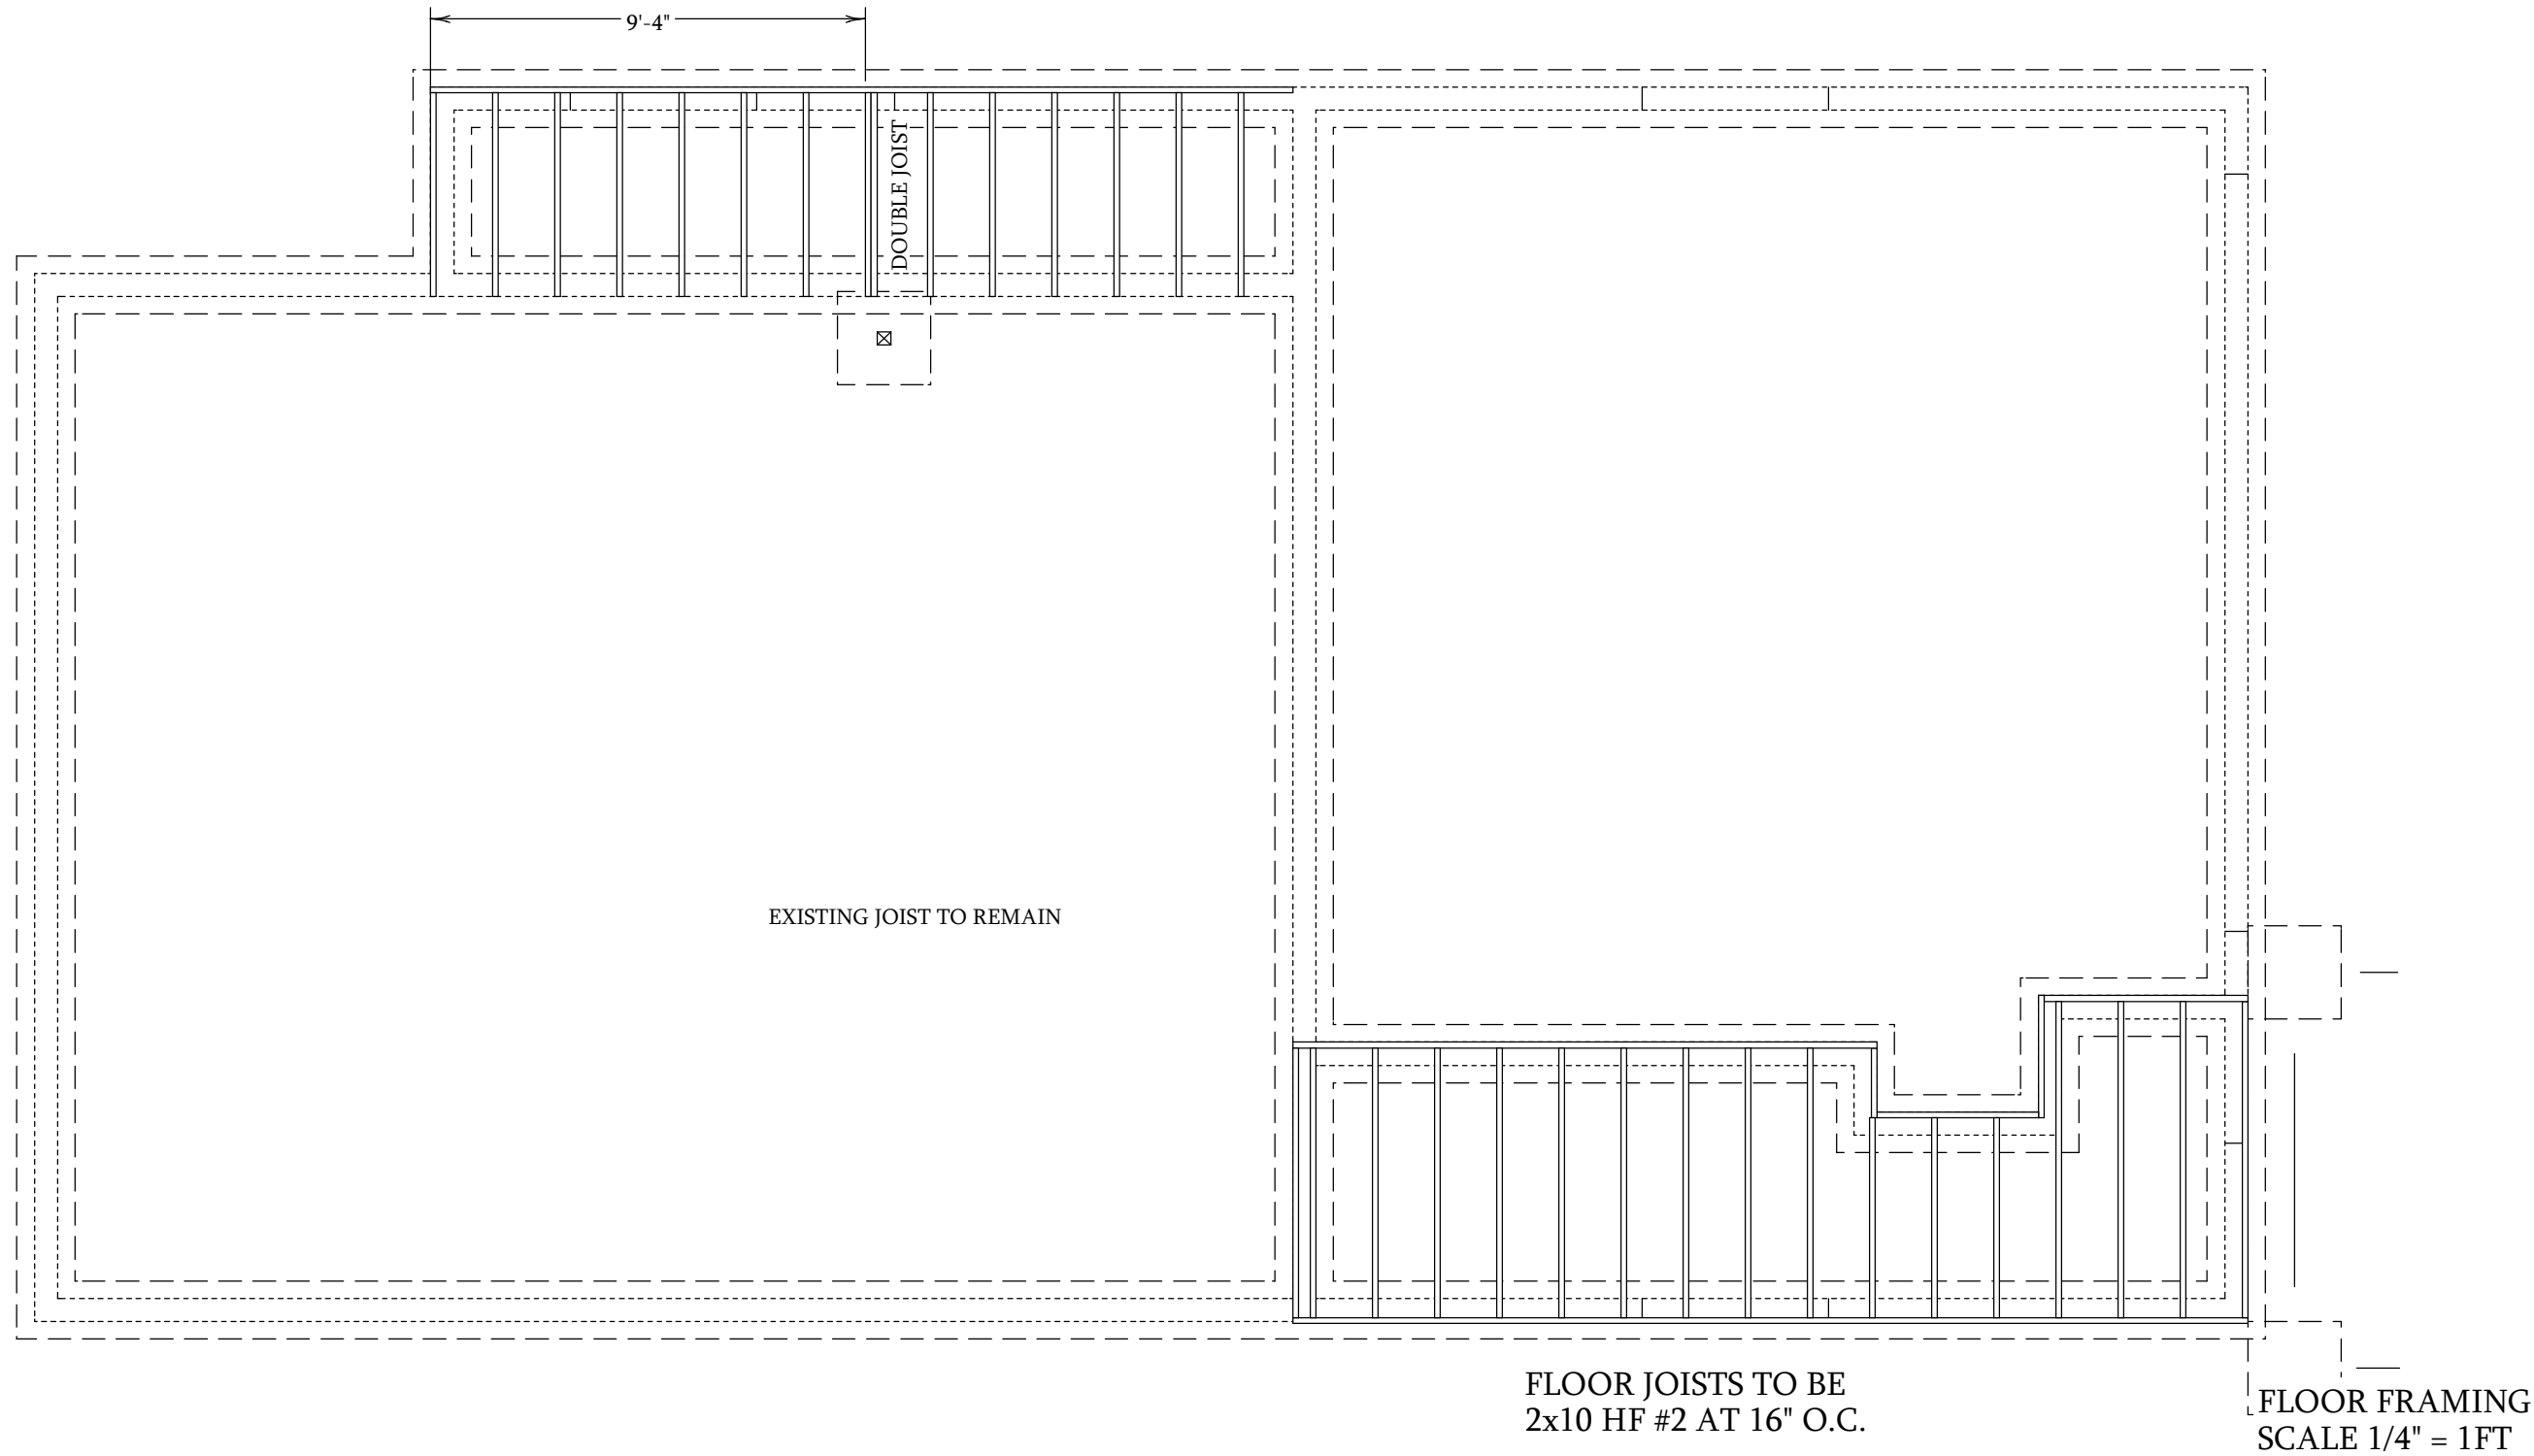 9'-4"
DOUBLE JOIST
EXISTING JOIST TO REMAIN
FLOOR JOISTS TO BE
2x10 HF #2 AT 16" O.C.
FLOOR FRAMING
SCALE 1/4" = 1FT